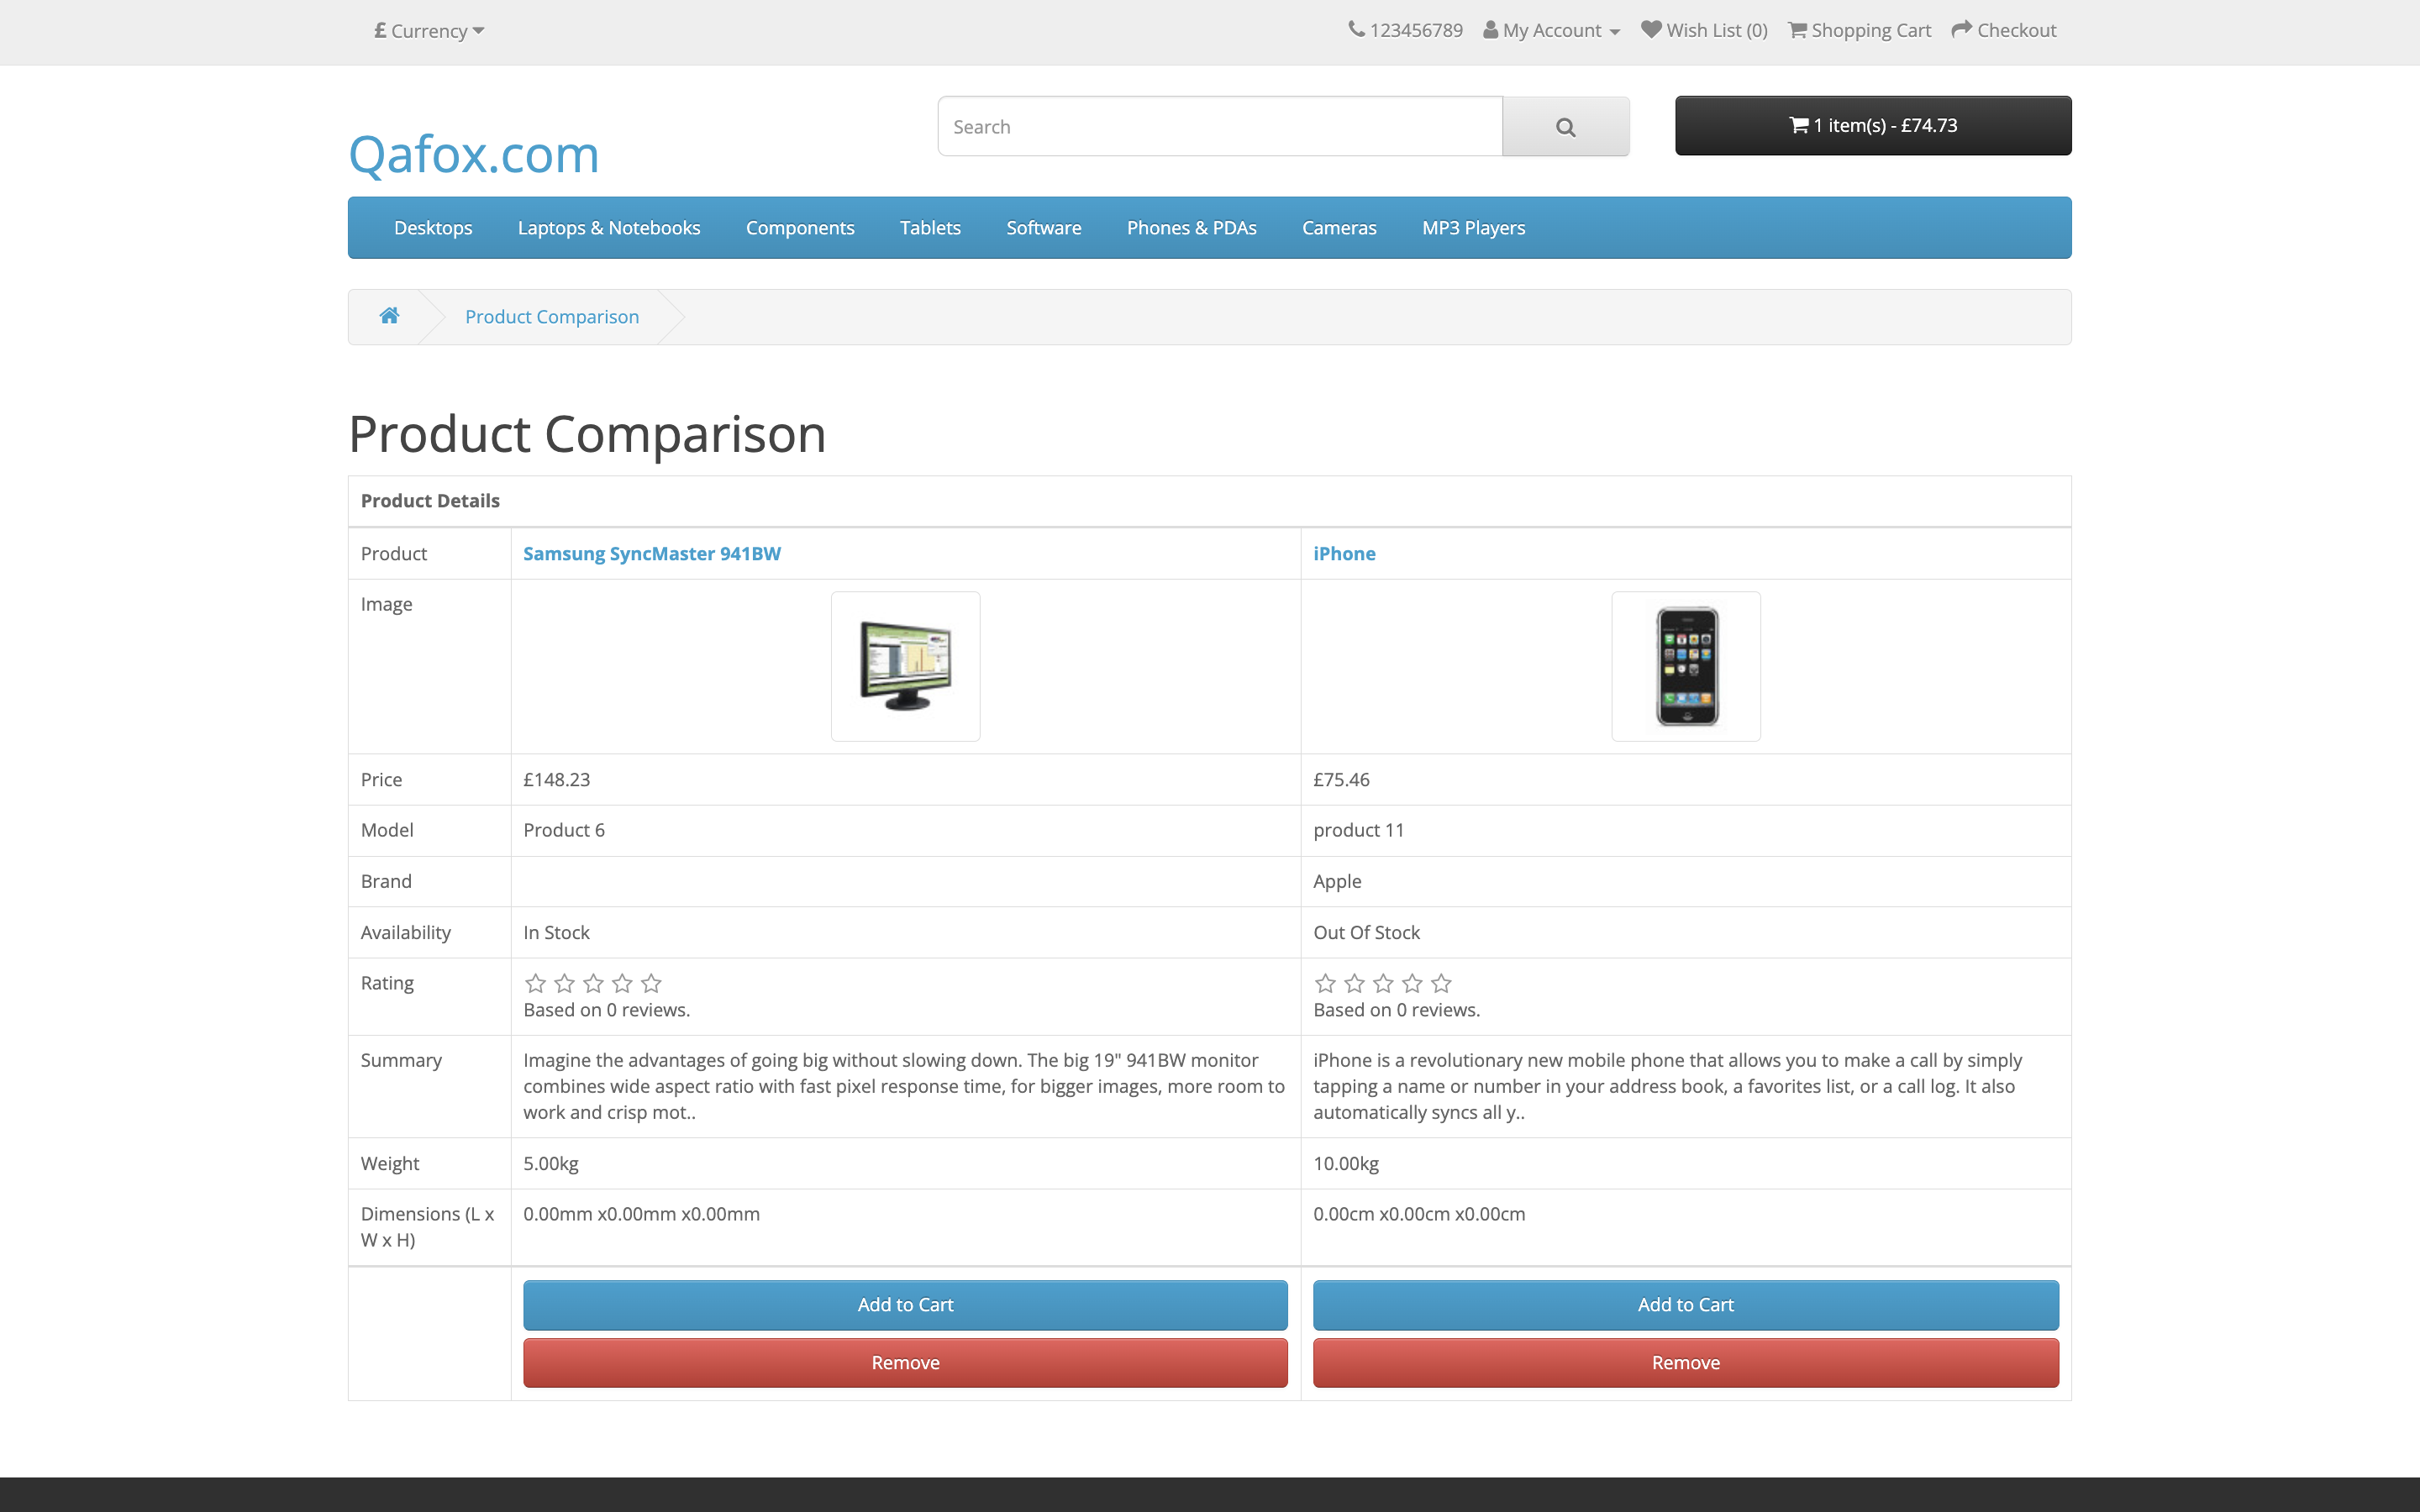 £ Currency
123456789 My Account Wish List (0) Shopping Cart Checkout
Qafox.com
Search
1 item(s) - £74.73
Desktops Laptops & Notebooks Components Tablets Software Phones & PDAs Cameras MP3 Players
Product Comparison
Product Comparison
Product Details
Product Samsung SyncMaster 941BW iPhone
Image
Price £148.23 £75.46
Model Product 6 product 11
Brand Apple
Availability In Stock Out Of Stock
Rating
Based on 0 reviews. Based on 0 reviews.
Summary
Imagine the advantages of going big without slowing down. The big 19" 941BW monitor
combines wide aspect ratio with fast pixel response time, for bigger images, more room to
work and crisp mot..
iPhone is a revolutionary new mobile phone that allows you to make a call by simply
tapping a name or number in your address book, a favorites list, or a call log. It also
automatically syncs all y..
Weight 5.00kg 10.00kg
Dimensions (L x
W x H)
0.00mm x0.00mm x0.00mm
0.00cm x0.00cm x0.00cm
Add to Cart Add to Cart
Remove Remove